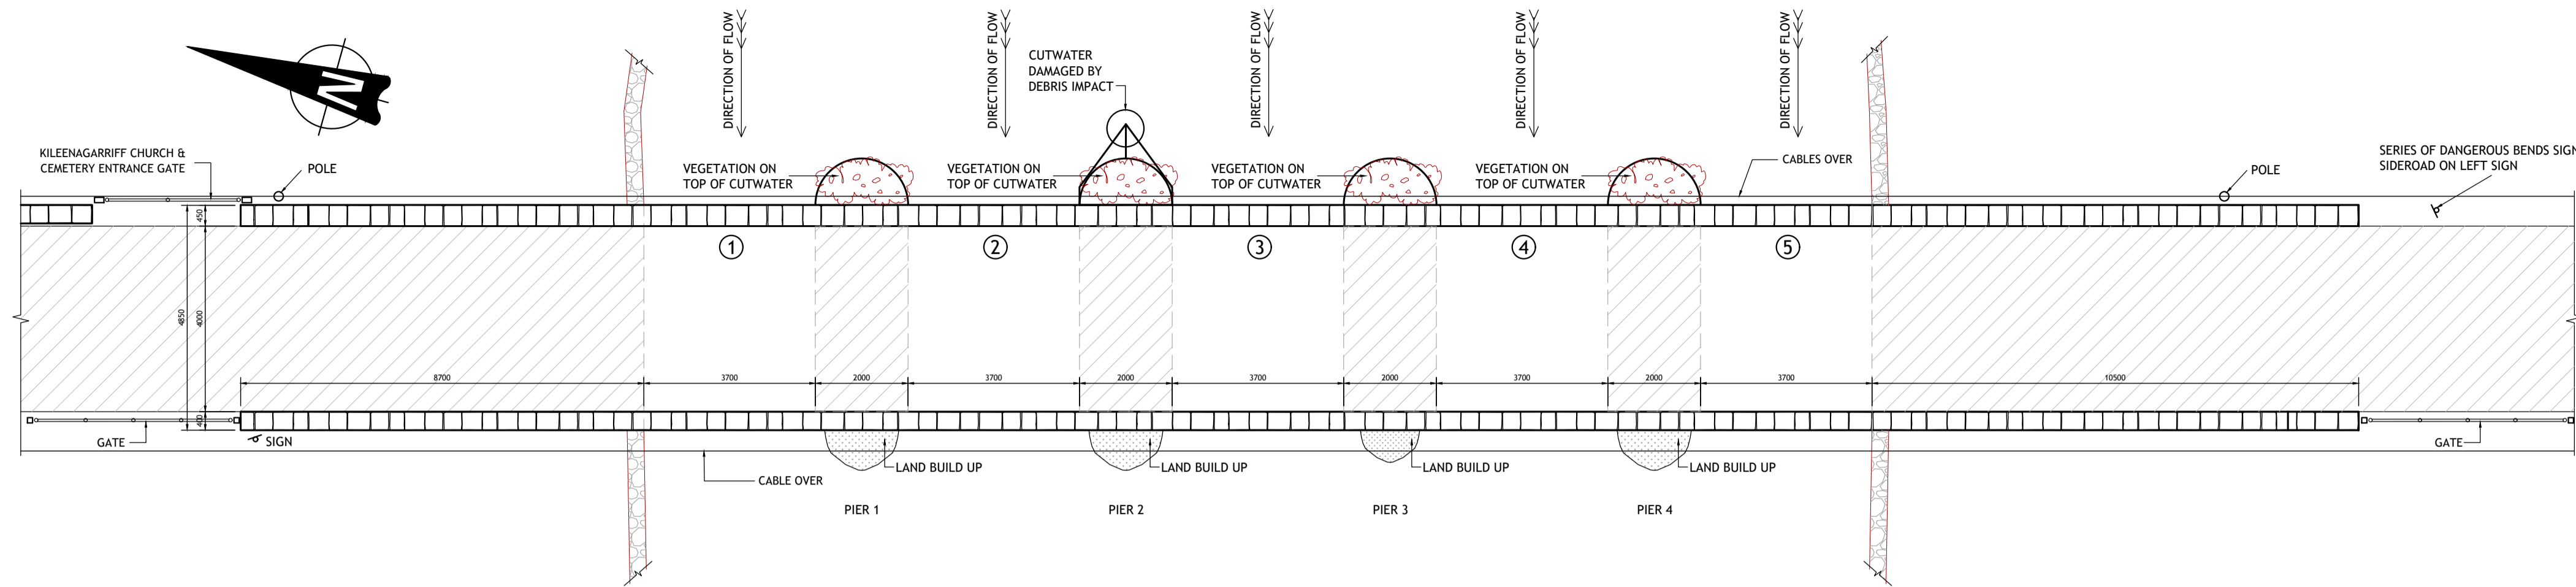 DIRECTION OF FLOW
DIRECTION OF FLOW
DIRECTION OF FLOW
DIRECTION OF FLOW
DIRECTION OF FLOW
N
CUTWATER
DAMAGED BY
DEBRIS IMPACT
KILEENAGARRIFF CHURCH &
CEMETERY ENTRANCE GATE
POLE
VEGETATION ON
TOP OF CUTWATER
VEGETATION ON
TOP OF CUTWATER
VEGETATION ON
TOP OF CUTWATER
VEGETATION ON
TOP OF CUTWATER
CABLES OVER
POLE
SERIES OF DANGEROUS BENDS SIGN
SIDEROAD ON LEFT SIGN
450
1
2
3
4
5
4850
4000
8700
3700
2000
3700
2000
3700
2000
3700
2000
3700
10500
400
GATE
SIGN
LAND BUILD UP
LAND BUILD UP
LAND BUILD UP
LAND BUILD UP
GATE
CABLE OVER
PIER 1
PIER 2
PIER 3
PIER 4